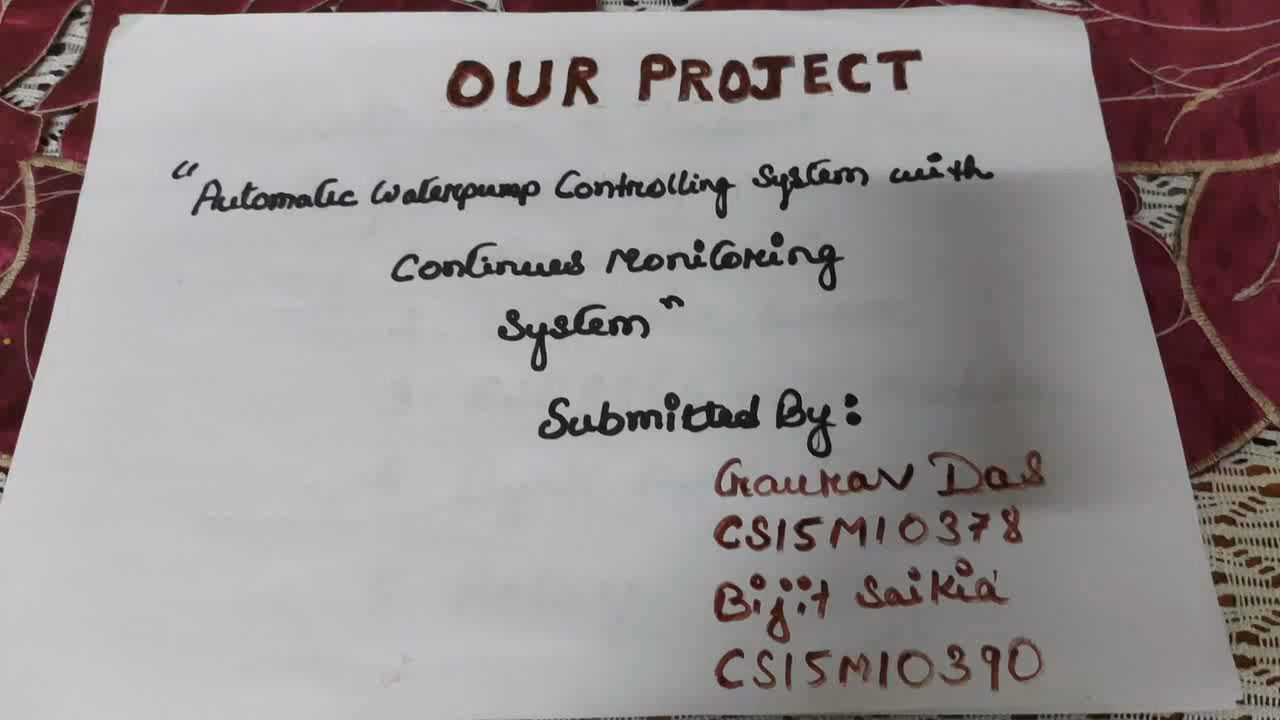 OUR PROJECT
"Automatic Waterpump Controlling System with
Continues Monitoring
System"
Submitted By:
Gaurav Das
CS15M10378
Bijit Saikia
CS15M10390